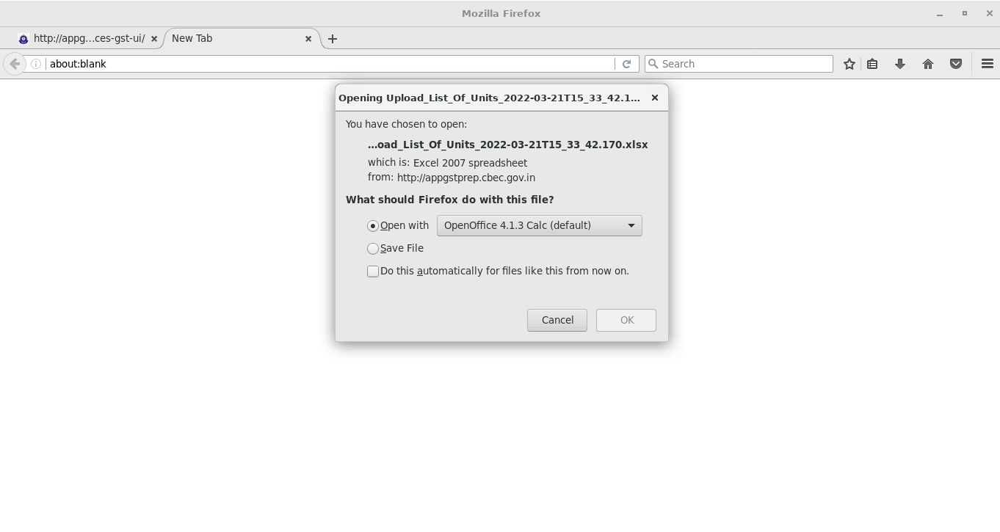 Mozilla Firefox
http://appg...ces-gst-ui/
New Tab
about:blank
Search
Opening Upload_List_Of_Units_2022-03-21T15_33_42.1...
You have chosen to open:
...oad_List_Of_Units_2022-03-21T15_33_42.170.xlsx
which is: Excel 2007 spreadsheet
from: http://appgstprep.cbec.gov.in
What should Firefox do with this file?
Open with OpenOffice 4.1.3 Calc (default)
Save File
Do this automatically for files like this from now on.
Cancel OK